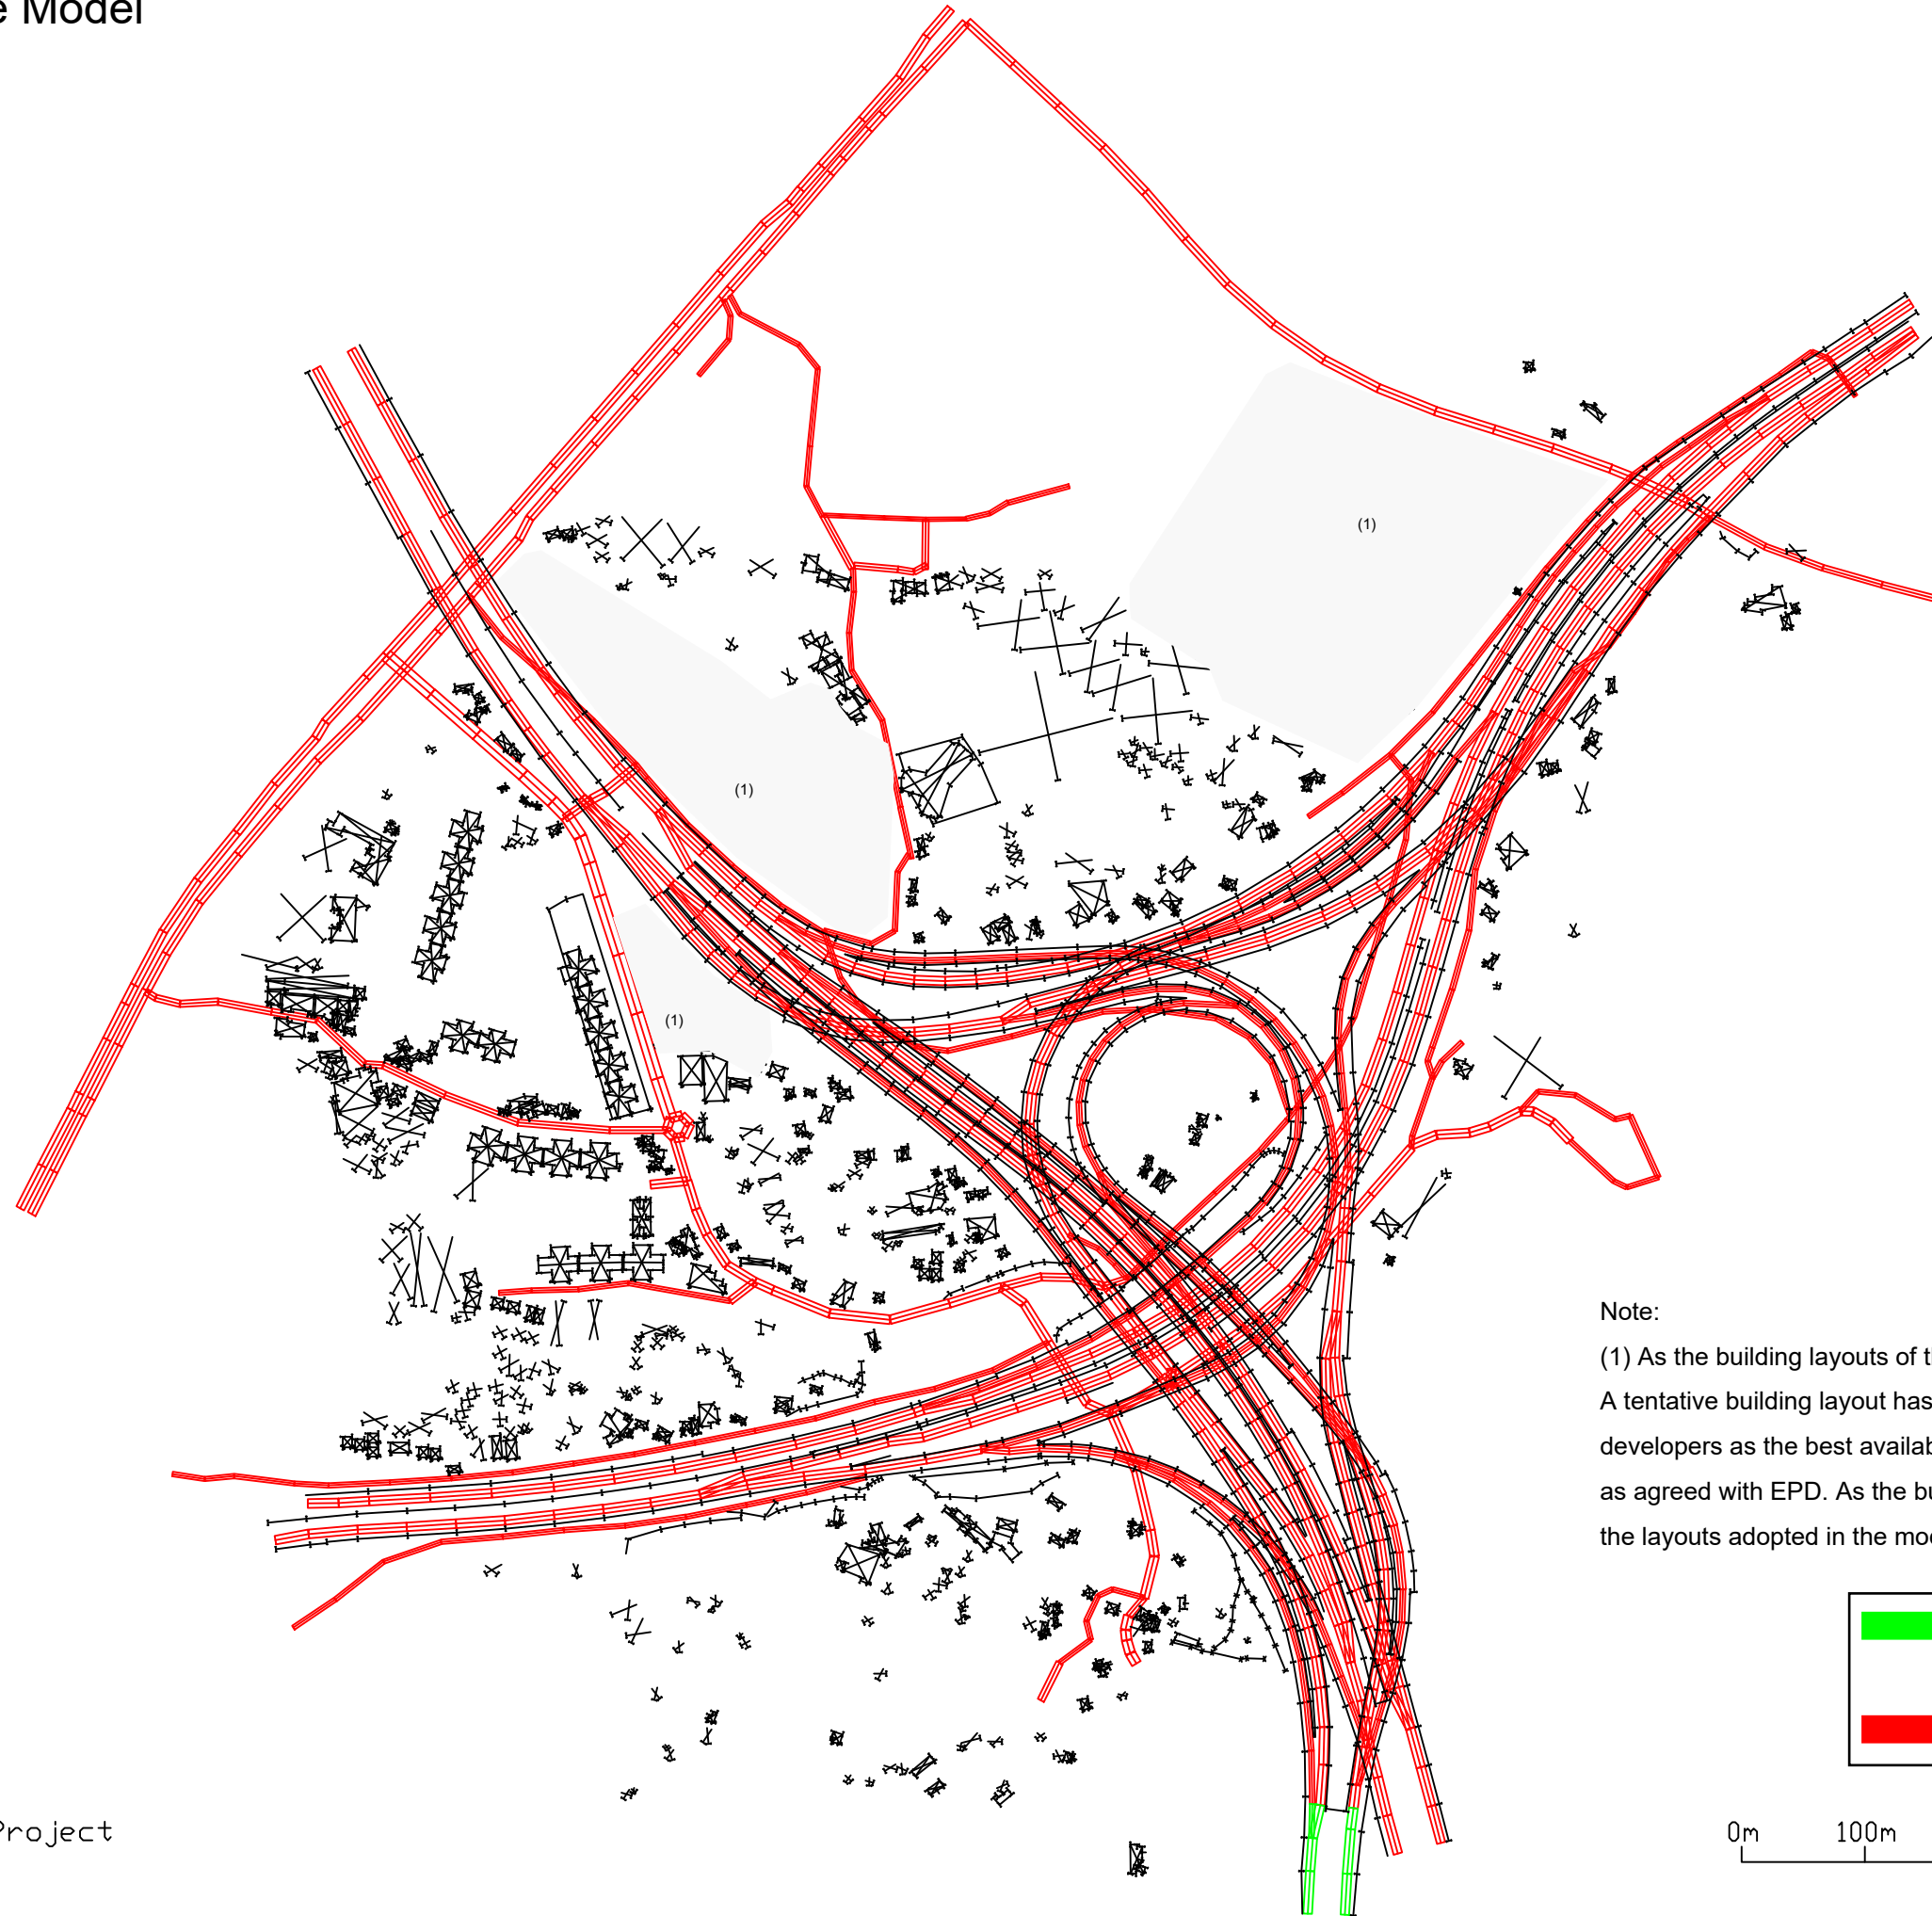 e Model
(1)
(1)
(1)
Note:
(1) As the building layouts of t
A tentative building layout has
developers as the best availab
as agreed with EPD. As the bu
the layouts adopted in the mo
Project
0m 100m